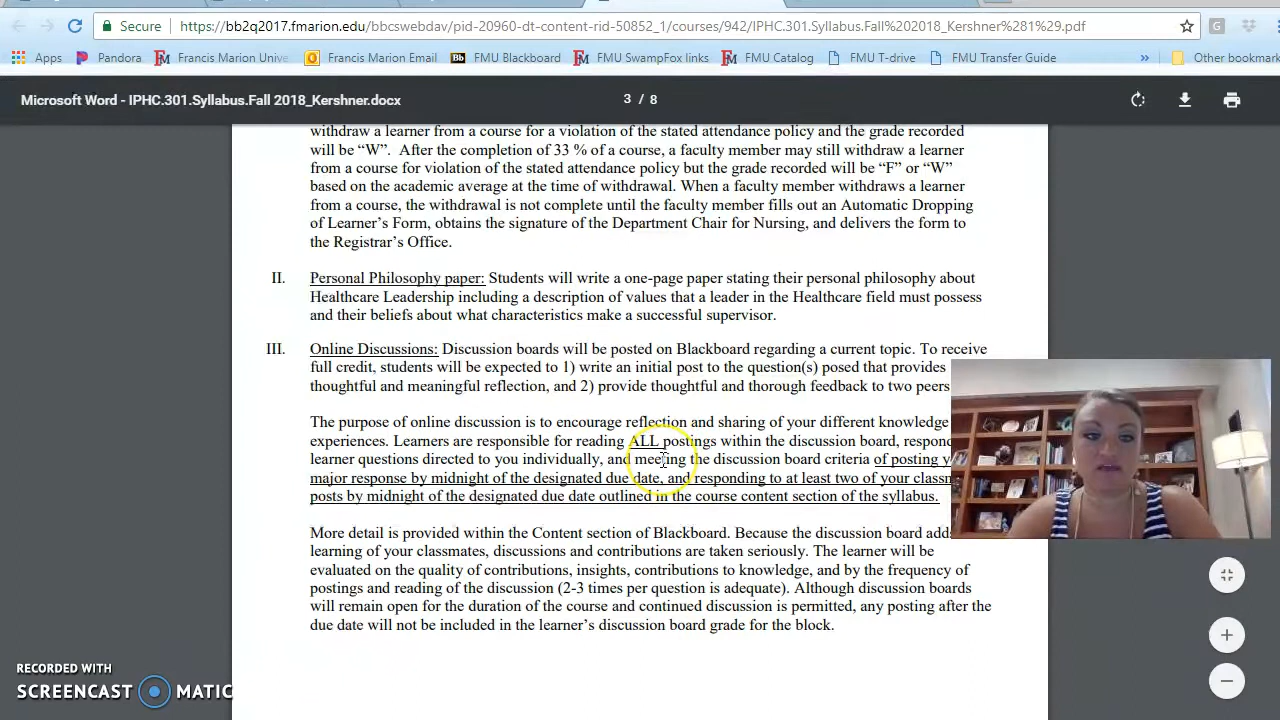 Secure
https://bb2q2017.fmarion.edu/bbcswebdav/pid-20960-dt-content-rid-50852_1/courses/942/IPHC.301.Syllabus.Fall%202018_Kershner%281%29.pdf
Apps Pandora Francis Marion Unive Francis Marion Email Bb FMU Blackboard FMU SwampFox links FMU Catalog FMU T-drive FMU Transfer Guide » Other bookmark
Microsoft Word - IPHC.301.Syllabus.Fall 2018_Kershner.docx
3 / 8
withdraw a learner from a course for a violation of the stated attendance policy and the grade recorded
will be “W”. After the completion of 33 % of a course, a faculty member may still withdraw a learner
from a course for violation of the stated attendance policy but the grade recorded will be “F” or “W”
based on the academic average at the time of withdrawal. When a faculty member withdraws a learner
from a course, the withdrawal is not complete until the faculty member fills out an Automatic Dropping
of Learner’s Form, obtains the signature of the Department Chair for Nursing, and delivers the form to
the Registrar’s Office.
II. Personal Philosophy paper: Students will write a one-page paper stating their personal philosophy about
Healthcare Leadership including a description of values that a leader in the Healthcare field must possess
and their beliefs about what characteristics make a successful supervisor.
III. Online Discussions: Discussion boards will be posted on Blackboard regarding a current topic. To receive
full credit, students will be expected to 1) write an initial post to the question(s) posed that provides
thoughtful and meaningful reflection, and 2) provide thoughtful and thorough feedback to two peers
The purpose of online discussion is to encourage reflection and sharing of your different knowledge
experiences. Learners are responsible for reading ALL postings within the discussion board, respon
learner questions directed to you individually, and meeting the discussion board criteria of posting y
major response by midnight of the designated due date, and responding to at least two of your classm
posts by midnight of the designated due date outlined in the course content section of the syllabus.
More detail is provided within the Content section of Blackboard. Because the discussion board add
learning of your classmates, discussions and contributions are taken seriously. The learner will be
evaluated on the quality of contributions, insights, contributions to knowledge, and by the frequency of
postings and reading of the discussion (2-3 times per question is adequate). Although discussion boards
will remain open for the duration of the course and continued discussion is permitted, any posting after the
due date will not be included in the learner’s discussion board grade for the block.
RECORDED WITH
SCREENCAST MATIC